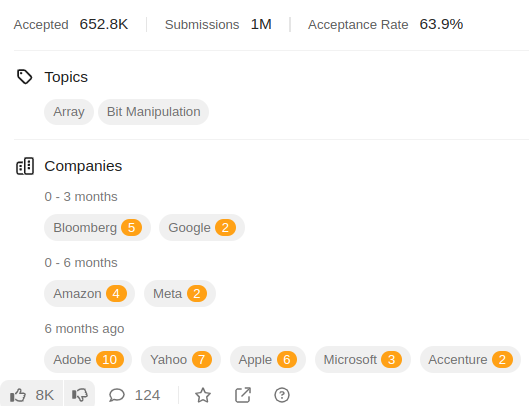 Accepted 652.8K Submissions 1M Acceptance Rate 63.9%
Topics
Array Bit Manipulation
Companies
0 - 3 months
Bloomberg 5 Google 2
0 - 6 months
Amazon 4 Meta 2
6 months ago
Adobe 10 Yahoo 7 Apple 6 Microsoft 3 Accenture 2
8K 124